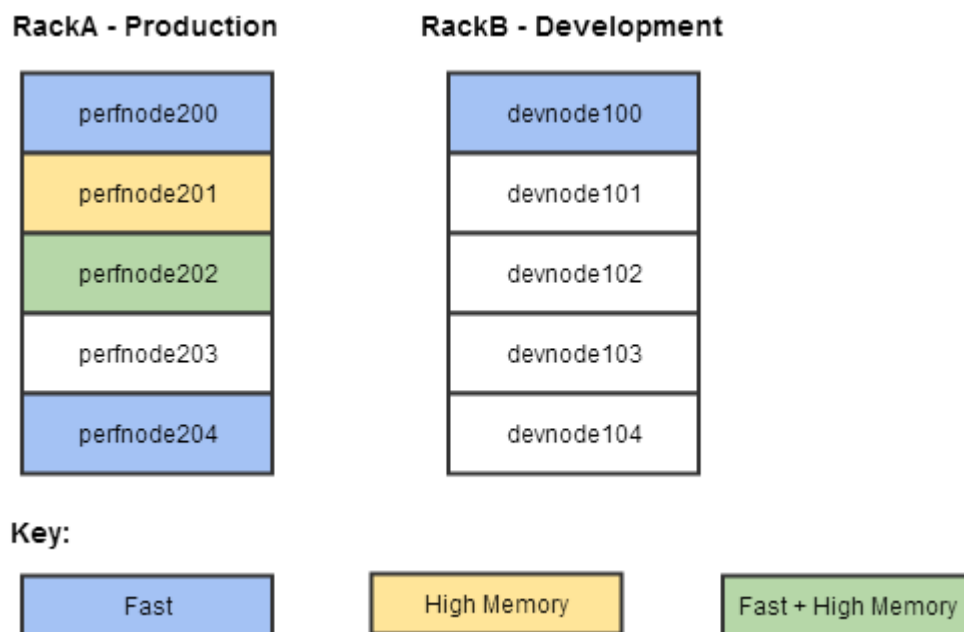 RackA - Production
perfnode200
perfnode201
perfnode202
perfnode203
perfnode204
RackB - Development
devnode100
devnode101
devnode102
devnode103
devnode104
Key:
Fast
High Memory
Fast + High Memory